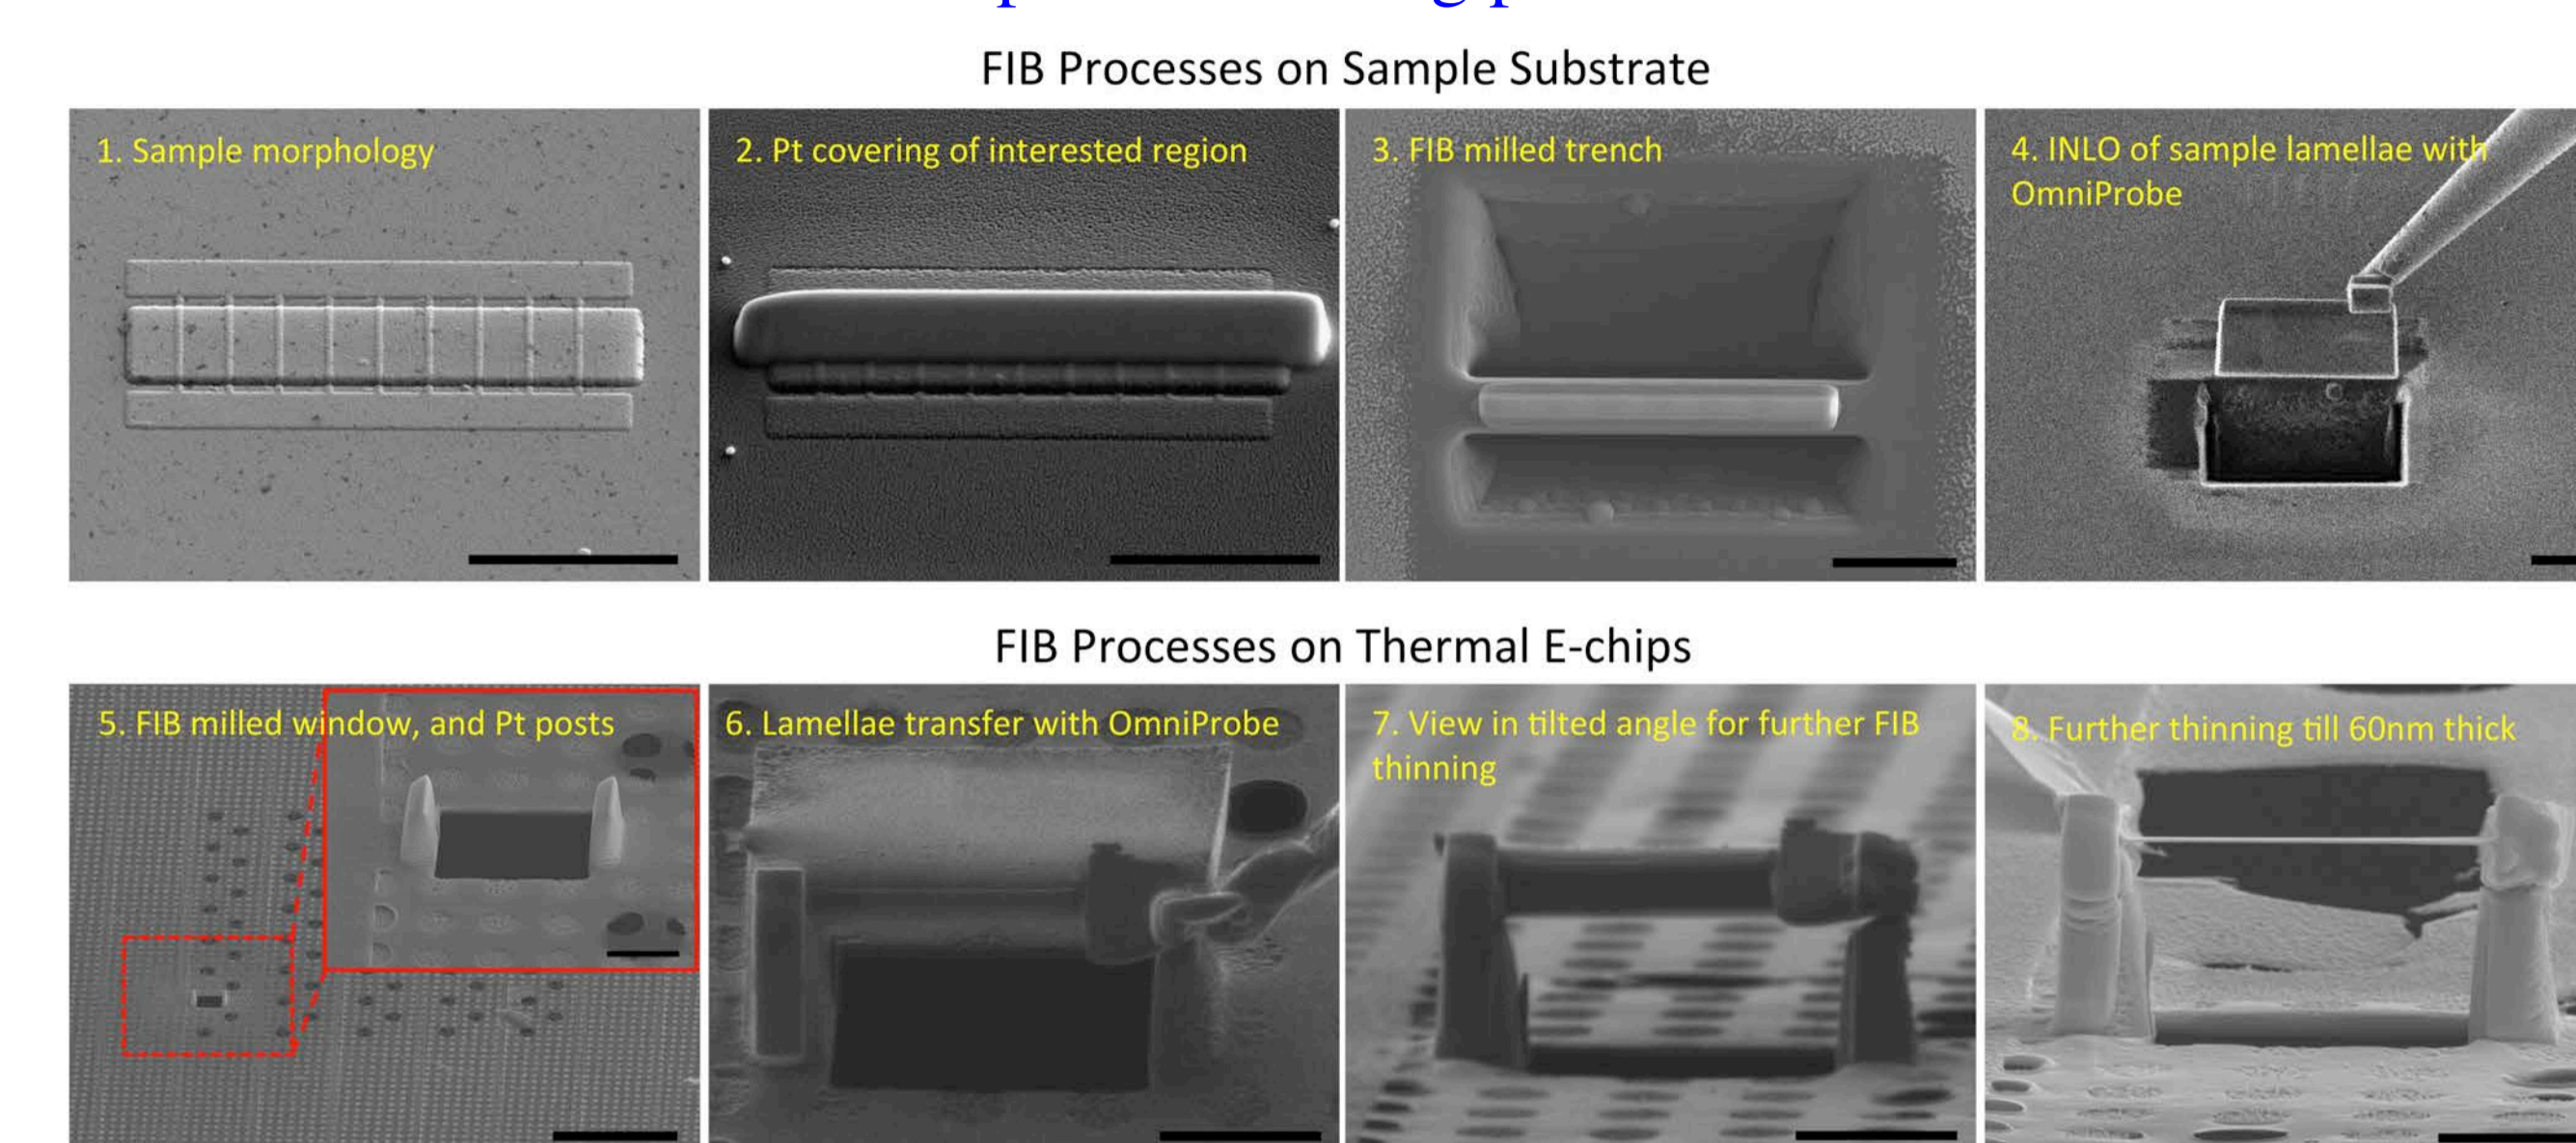 FIB Processes on Sample Substrate
1. Sample morphology
2. Pt covering of interested region
3. FIB milled trench
4. INLO of sample lamellae with
OmniProbe
FIB Processes on Thermal E-chips
5. FIB milled window, and Pt posts
6. Lamellae transfer with OmniProbe
7. View in tilted angle for further FIB
thinning
8. Further thinning till 60nm thick